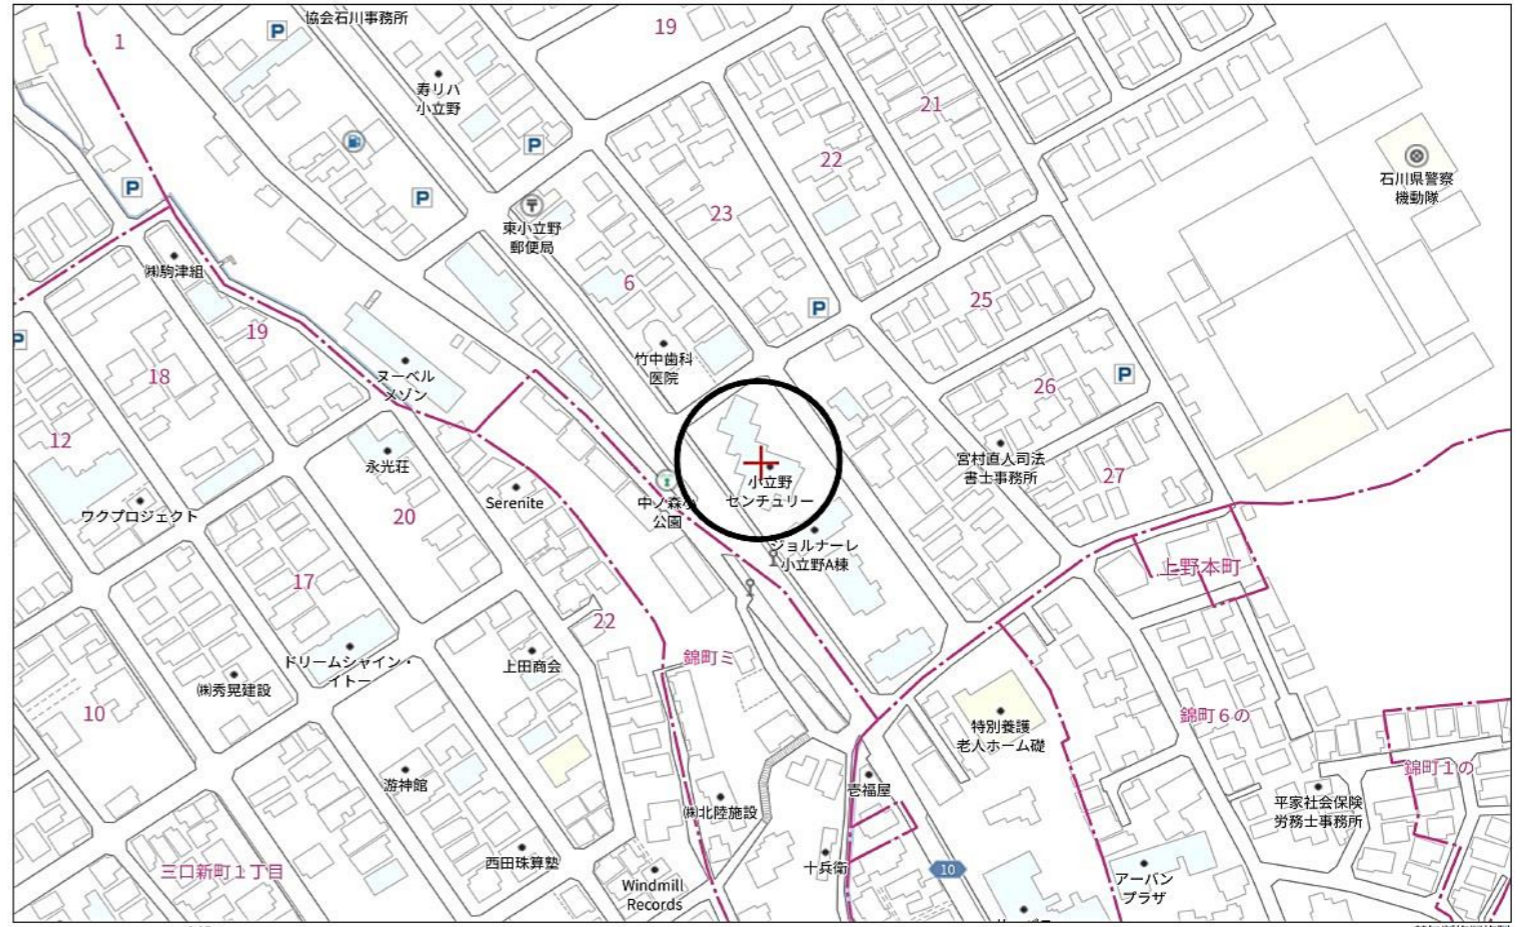 協会石川事務所
19
1
P
寿リハ
小立野
21
P
22
石川県警察
機動隊
P
P
東小立野
郵便局
23
㈱駒津組
6
25
P
19
P
竹中歯科
医院
18
ヌーベル
メゾン
26
P
12
永光荘
宮村直人司法
書士事務所
27
小立野
センチュリー
Serenite
中ノ森小
公園
ワクプロジェクト
20
ジョルナーレ
小立野A棟
上野本町
17
22
錦町ミ
ドリームシャイン・
イトー
上田商会
㈱秀晃建設
10
特別養護
老人ホーム礎
錦町6の
錦町1の
游神館
壱福屋
㈱北陸施設
平家社会保険
労務士事務所
三口新町1丁目
西田珠算塾
十兵衛
10
Windmill
Records
アーバン
プラザ